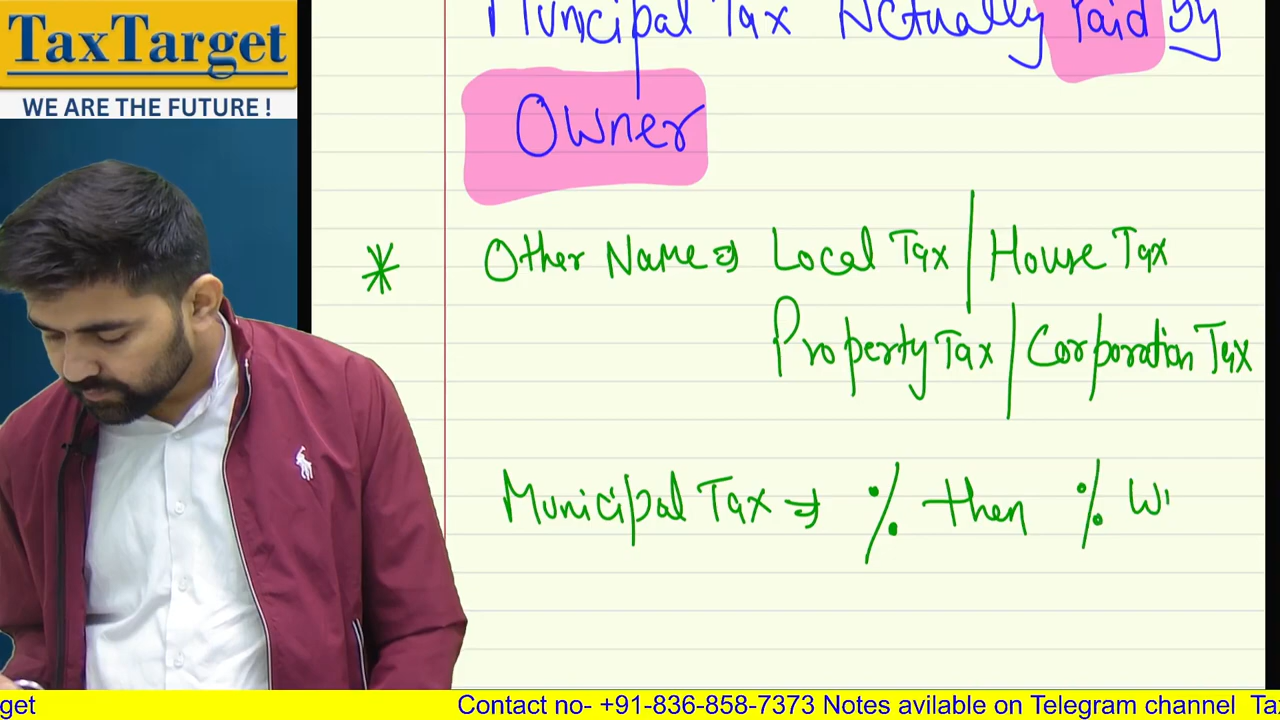 TaxTarget
WE ARE THE FUTURE !
Municipal Tax Actually Paid by
Owner
* Other Name ⇒ Local Tax | House Tax
Property Tax | Corporation Tax
Municipal Tax ⇒ % then %
get Contact no- +91-836-858-7373 Notes avilable on Telegram channel Ta